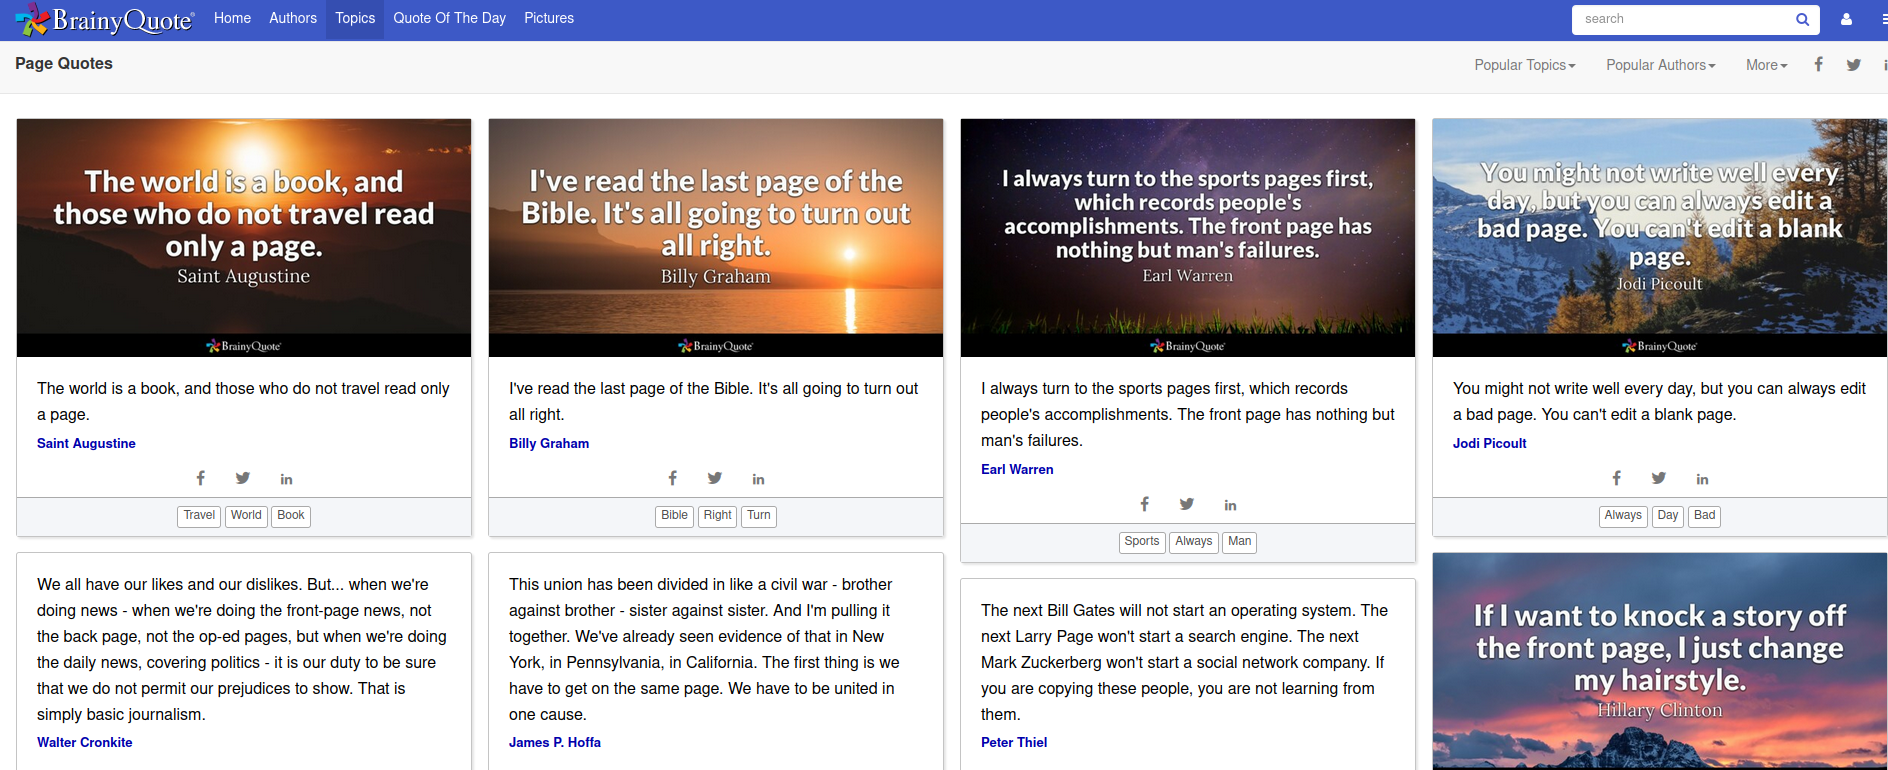 BrainyQuote
Home Authors Topics Quote Of The Day Pictures
search
Page Quotes
Popular Topics Popular Authors More
The world is a book, and
those who do not travel read
only a page.
Saint Augustine
BrainyQuote
The world is a book, and those who do not travel read only
a page.
Saint Augustine
Travel World Book
I've read the last page of the
Bible. It's all going to turn out
all right.
Billy Graham
BrainyQuote
I've read the last page of the Bible. It's all going to turn out
all right.
Billy Graham
Bible Right Turn
I always turn to the sports pages first,
which records people's
accomplishments. The front page has
nothing but man's failures.
Earl Warren
BrainyQuote
I always turn to the sports pages first, which records
people's accomplishments. The front page has nothing but
man's failures.
Earl Warren
Sports Always Man
You might not write well every
day, but you can always edit a
bad page. You can't edit a blank
page.
Jodi Picoult
BrainyQuote
You might not write well every day, but you can always edit
a bad page. You can't edit a blank page.
Jodi Picoult
Always Day Bad
We all have our likes and our dislikes. But... when we're
doing news - when we're doing the front-page news, not
the back page, not the op-ed pages, but when we're doing
the daily news, covering politics - it is our duty to be sure
that we do not permit our prejudices to show. That is
simply basic journalism.
Walter Cronkite
This union has been divided in like a civil war - brother
against brother - sister against sister. And I'm pulling it
together. We've already seen evidence of that in New
York, in Pennsylvania, in California. The first thing is we
have to get on the same page. We have to be united in
one cause.
James P. Hoffa
The next Bill Gates will not start an operating system. The
next Larry Page won't start a search engine. The next
Mark Zuckerberg won't start a social network company. If
you are copying these people, you are not learning from
them.
Peter Thiel
If I want to knock a story off
the front page, I just change
my hairstyle.
Hillary Clinton